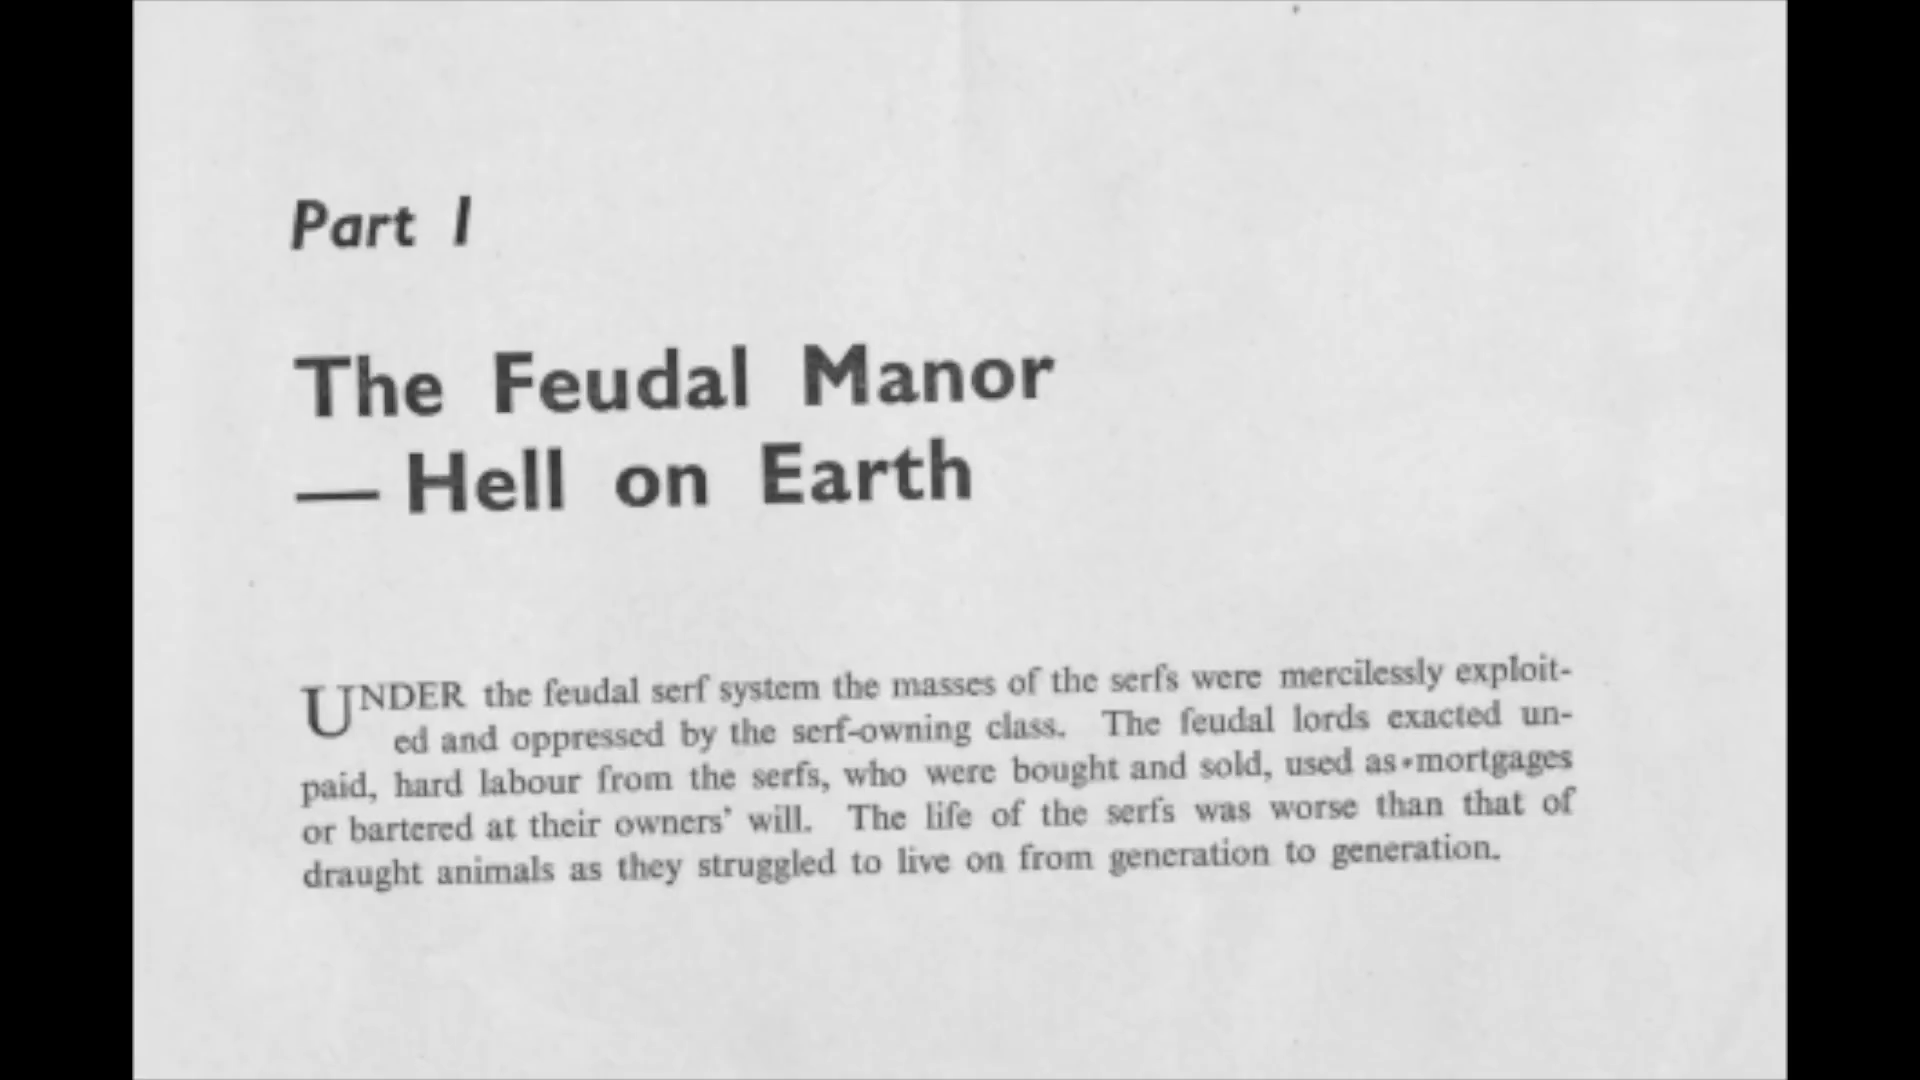 Part I
The Feudal Manor
— Hell on Earth
UNDER the feudal serf system the masses of the serfs were mercilessly exploit-
ed and oppressed by the serf-owning class. The feudal lords exacted un-
paid, hard labour from the serfs, who were bought and sold, used as mortgages
or bartered at their owners' will. The life of the serfs was worse than that of
draught animals as they struggled to live on from generation to generation.